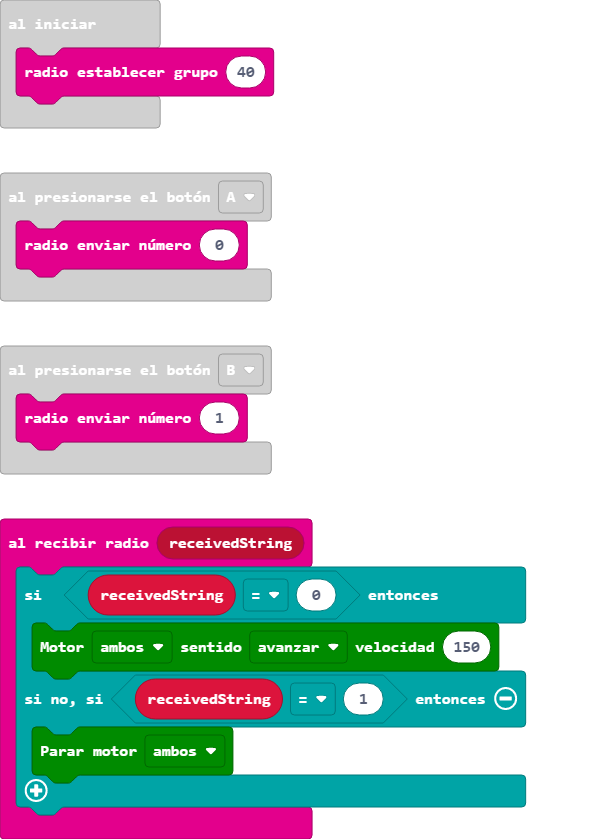 al iniciar
radio establecer grupo 40
al presionarse el botón A
radio enviar número 0
al presionarse el botón B
radio enviar número 1
al recibir radio receivedString
si receivedString = 0 entonces
Motor ambos sentido avanzar velocidad 150
si no, si receivedString = 1 entonces
Parar motor ambos